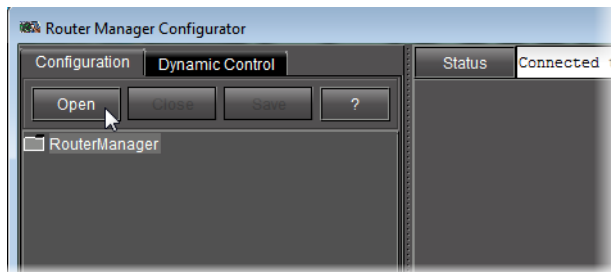 Router Manager Configurator
Configuration Dynamic Control
Status Connected
Open Close Save ?
RouterManager